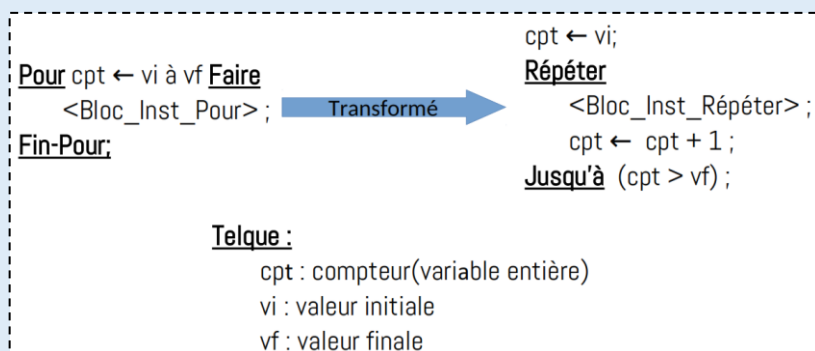 Pour cpt ← vi à vf Faire
<Bloc_Inst_Pour> ;
Fin-Pour;
Transformé
cpt ← vi;
Répéter
<Bloc_Inst_Répéter> ;
cpt ← cpt + 1 ;
Jusqu'à (cpt > vf) ;
Telque :
cpt : compteur(variable entière)
vi : valeur initiale
vf : valeur finale